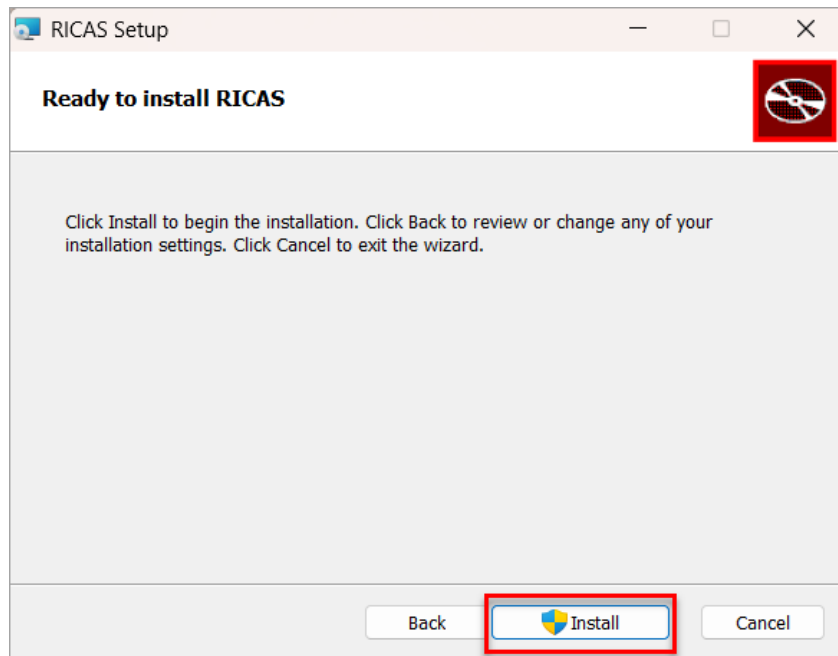 RICAS Setup
Ready to install RICAS
Click Install to begin the installation. Click Back to review or change any of your
installation settings. Click Cancel to exit the wizard.
Back Install Cancel